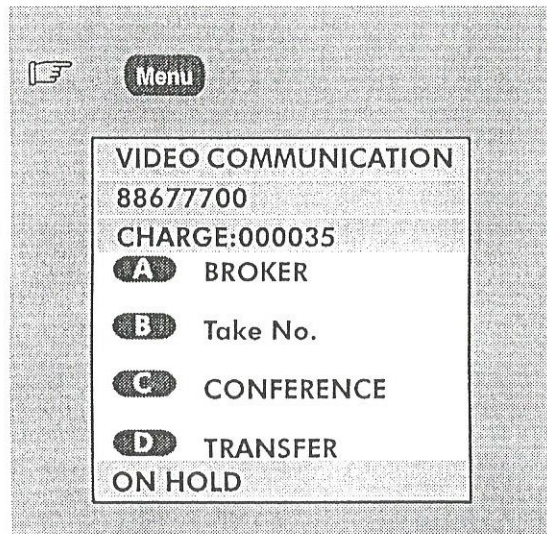 Menu
VIDEO COMMUNICATION
88677700
CHARGE:000035
A BROKER
B Take No.
C CONFERENCE
D TRANSFER
ON HOLD